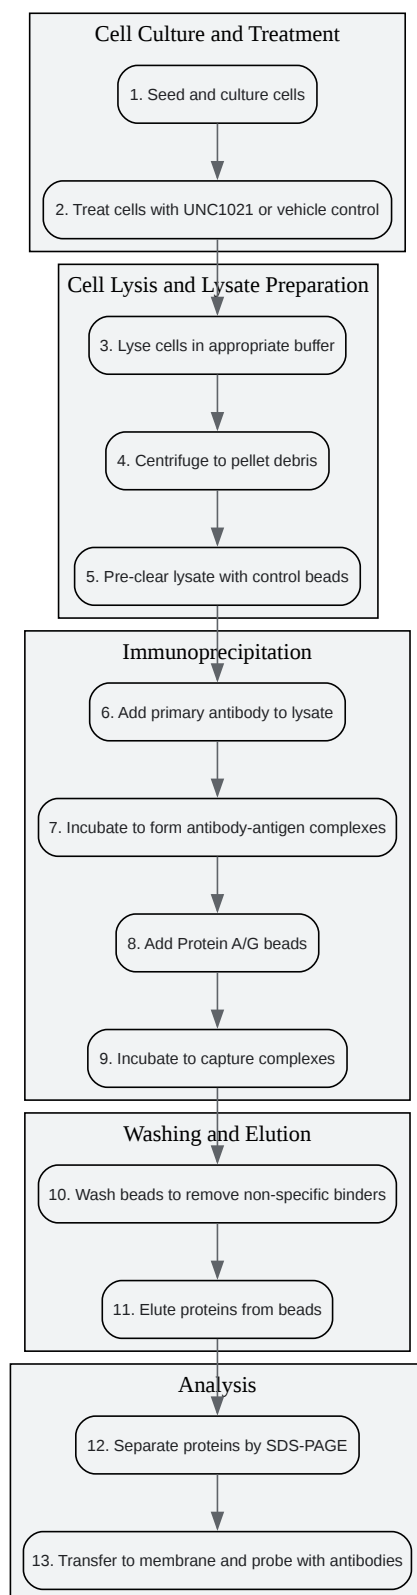 Cell Culture and Treatment
1. Seed and culture cells
2. Treat cells with UNC1021 or vehicle control
Cell Lysis and Lysate Preparation
3. Lyse cells in appropriate buffer
4. Centrifuge to pellet debris
5. Pre-clear lysate with control beads
Immunoprecipitation
6. Add primary antibody to lysate
7. Incubate to form antibody-antigen complexes
8. Add Protein A/G beads
9. Incubate to capture complexes
Washing and Elution
10. Wash beads to remove non-specific binders
11. Elute proteins from beads
Analysis
12. Separate proteins by SDS-PAGE
13. Transfer to membrane and probe with antibodies